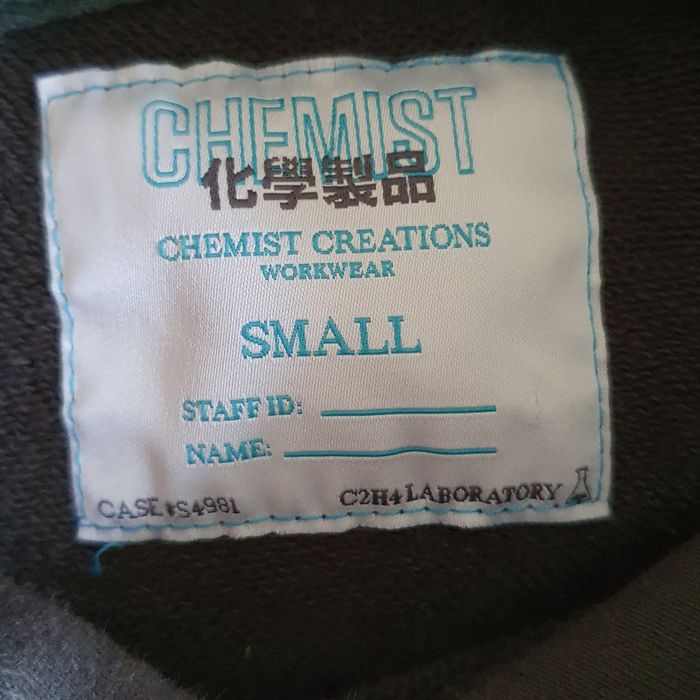 CHEMIST
化學製品
CHEMIST CREATIONS
WORKWEAR
SMALL
STAFF ID:
NAME:
CASE #S4981
C2H4 LABORATORY